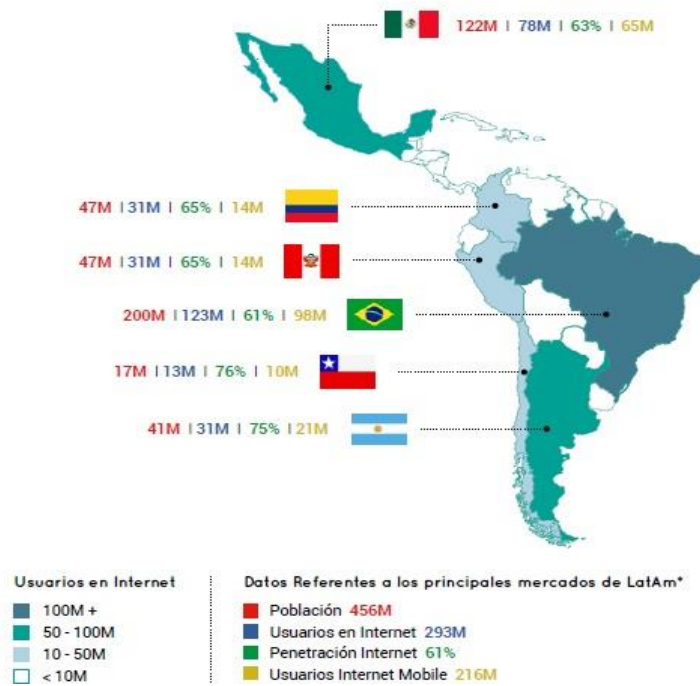 122M | 78M | 63% | 65M
47M | 31M | 65% | 14M
47M | 31M | 65% | 14M
200M | 123M | 61% | 98M
17M | 13M | 76% | 10M
41M | 31M | 75% | 21M
Usuarios en Internet
100M +
50 - 100M
10 - 50M
< 10M
Datos Referentes a los principales mercados de LatAm*
Población 456M
Usuarios en Internet 293M
Penetración Internet 61%
Usuarios Internet Mobile 216M